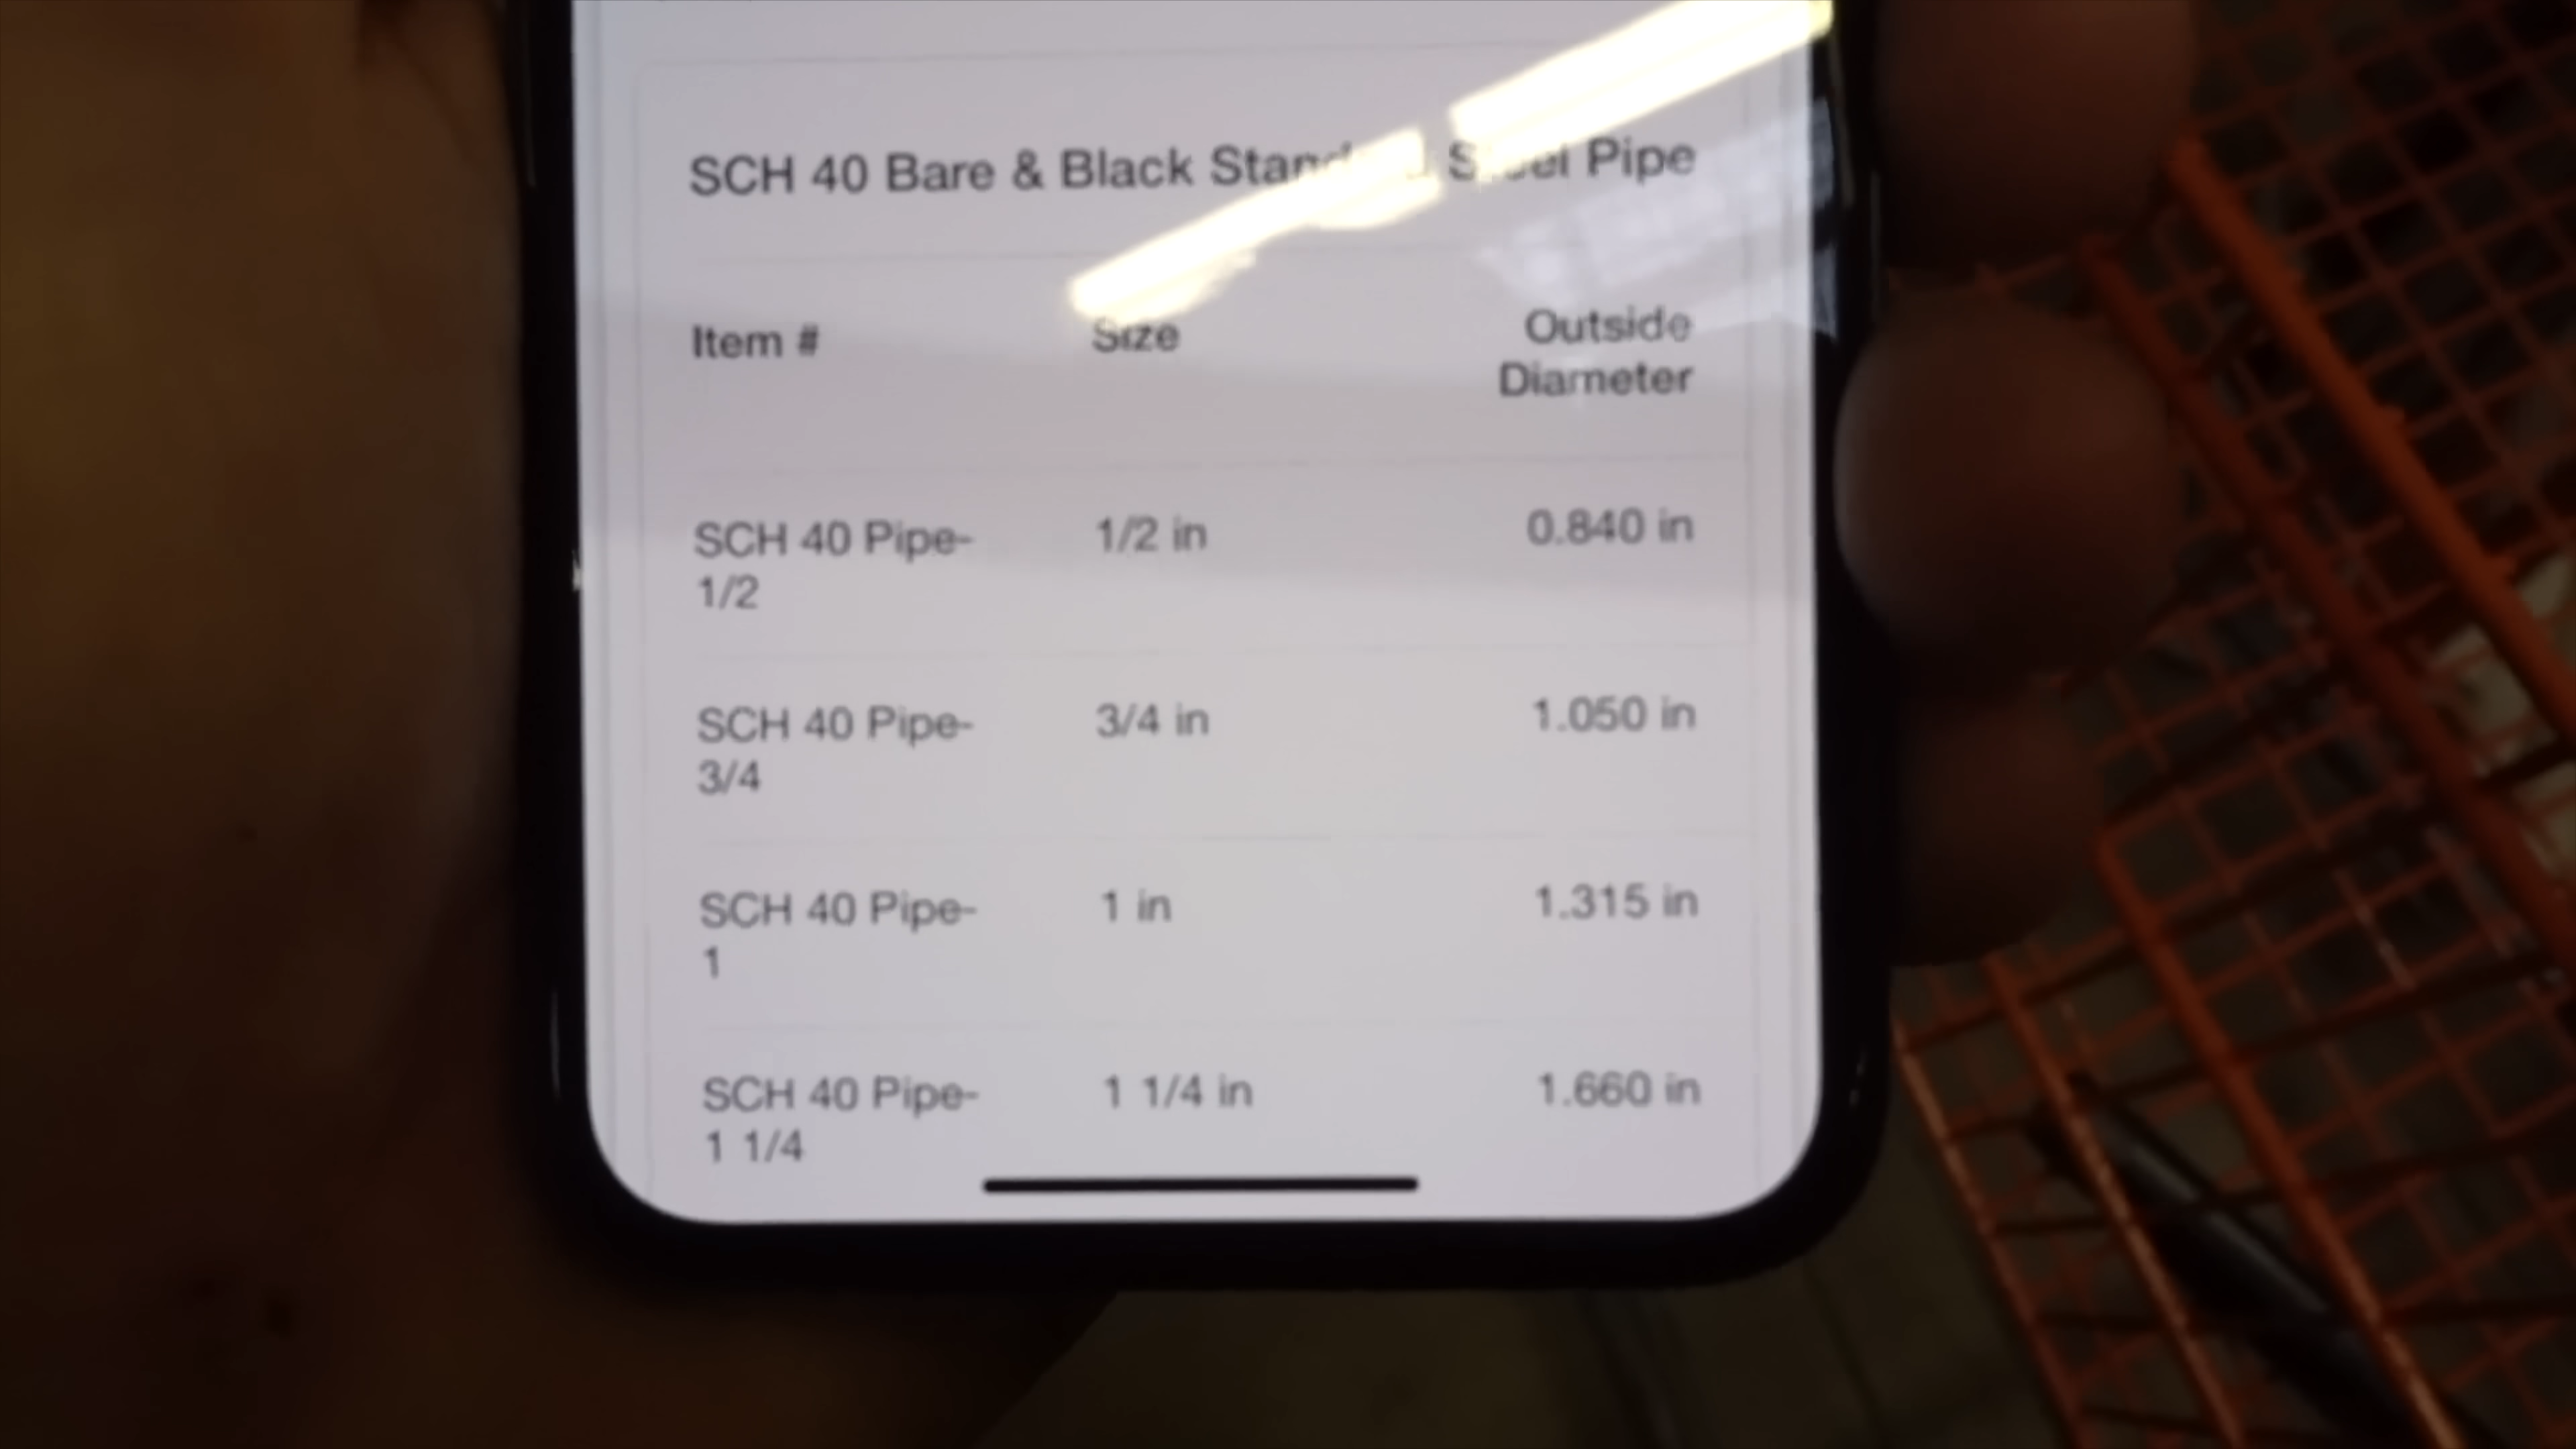 SCH 40 Bare & Black Standard Steel Pipe
Item # Size Outside
Diameter
SCH 40 Pipe- 1/2 in 0.840 in
1/2
SCH 40 Pipe- 3/4 in 1.050 in
3/4
SCH 40 Pipe- 1 in 1.315 in
1
SCH 40 Pipe- 1 1/4 in 1.660 in
1 1/4